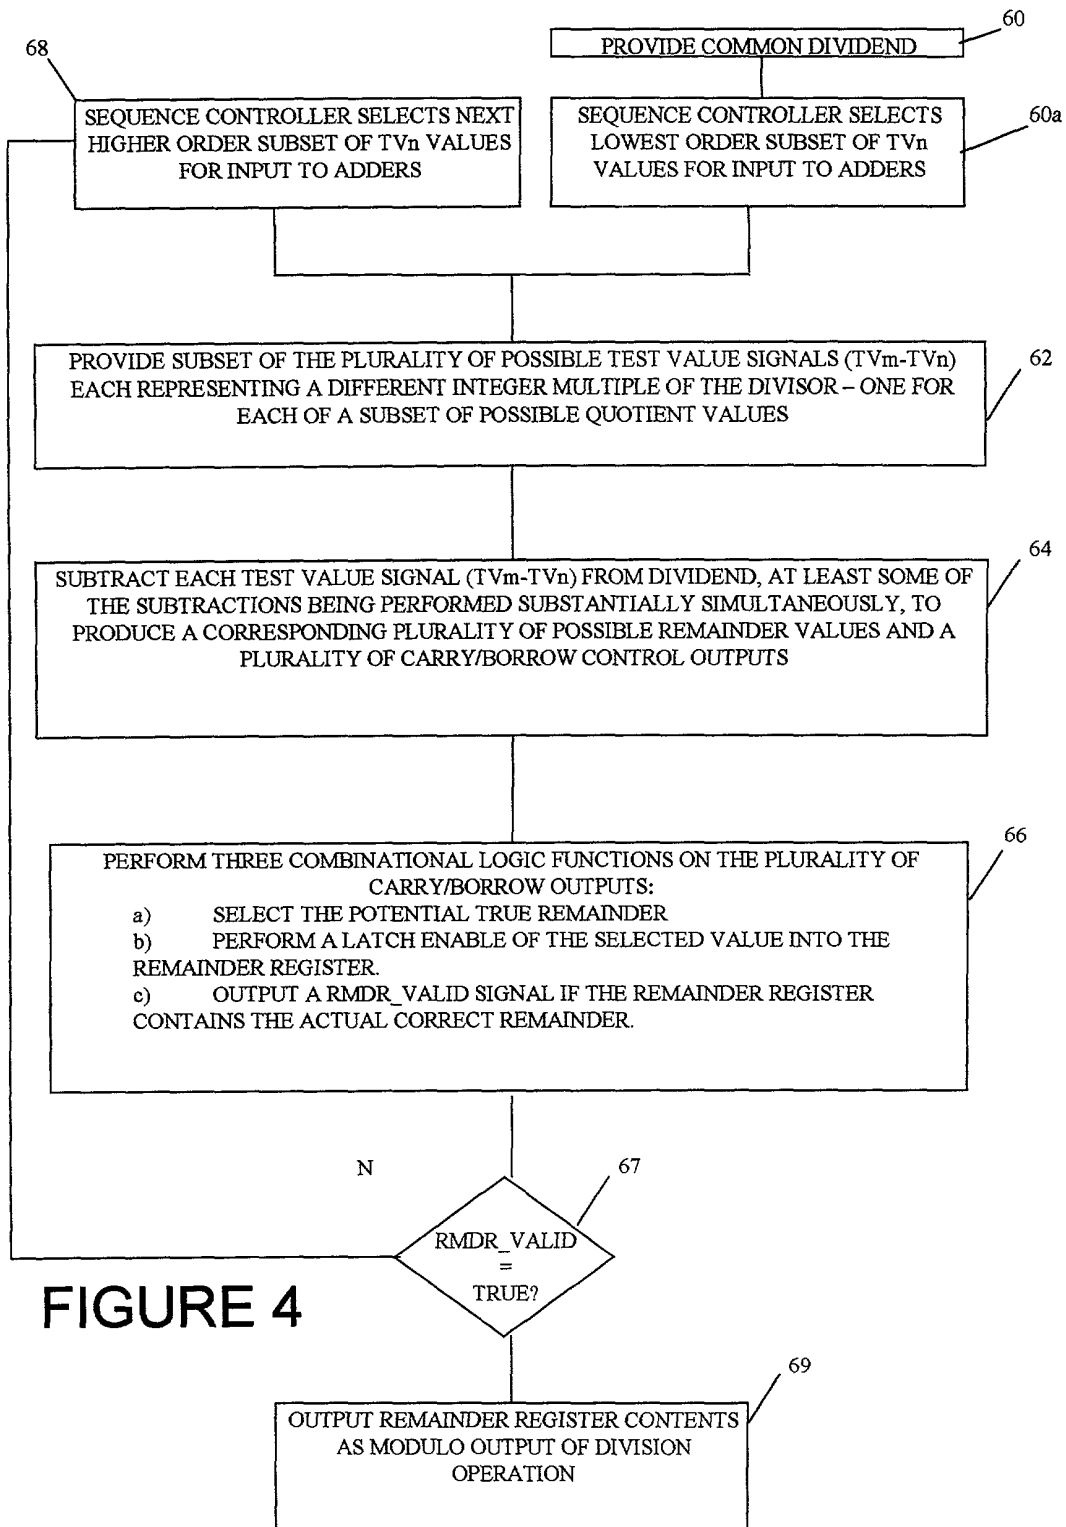 60
PROVIDE COMMON DIVIDEND
68
SEQUENCE CONTROLLER SELECTS NEXT
HIGHER ORDER SUBSET OF TVn VALUES
FOR INPUT TO ADDERS
60a
SEQUENCE CONTROLLER SELECTS
LOWEST ORDER SUBSET OF TVn
VALUES FOR INPUT TO ADDERS
62
PROVIDE SUBSET OF THE PLURALITY OF POSSIBLE TEST VALUE SIGNALS (TVm-TVn)
EACH REPRESENTING A DIFFERENT INTEGER MULTIPLE OF THE DIVISOR – ONE FOR
EACH OF A SUBSET OF POSSIBLE QUOTIENT VALUES
64
SUBTRACT EACH TEST VALUE SIGNAL (TVm-TVn) FROM DIVIDEND, AT LEAST SOME OF
THE SUBTRACTIONS BEING PERFORMED SUBSTANTIALLY SIMULTANEOUSLY, TO
PRODUCE A CORRESPONDING PLURALITY OF POSSIBLE REMAINDER VALUES AND A
PLURALITY OF CARRY/BORROW CONTROL OUTPUTS
66
PERFORM THREE COMBINATIONAL LOGIC FUNCTIONS ON THE PLURALITY OF
CARRY/BORROW OUTPUTS:
a) SELECT THE POTENTIAL TRUE REMAINDER
b) PERFORM A LATCH ENABLE OF THE SELECTED VALUE INTO THE
REMAINDER REGISTER.
c) OUTPUT A RMDR_VALID SIGNAL IF THE REMAINDER REGISTER
CONTAINS THE ACTUAL CORRECT REMAINDER.
N
67
RMDR_VALID
=
TRUE?
FIGURE 4
69
OUTPUT REMAINDER REGISTER CONTENTS
AS MODULO OUTPUT OF DIVISION
OPERATION